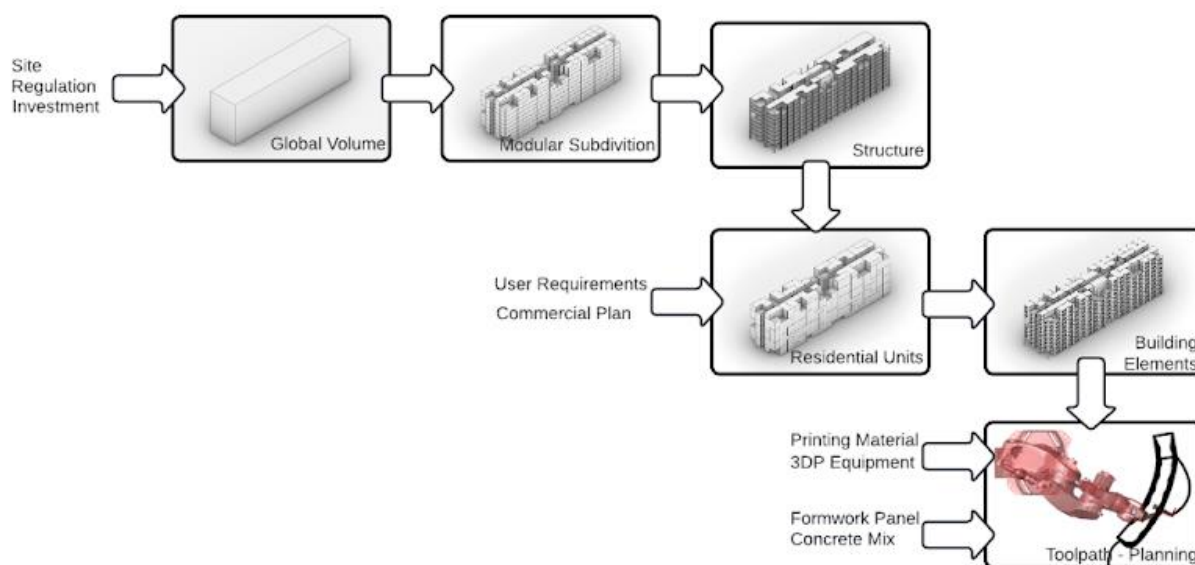 Site
Regulation
Investment
Global Volume
Modular Subdivition
Structure
User Requirements
Commercial Plan
Residential Units
Building
Elements
Printing Material
3DP Equipment
Formwork Panel
Concrete Mix
Toolpath - Planning